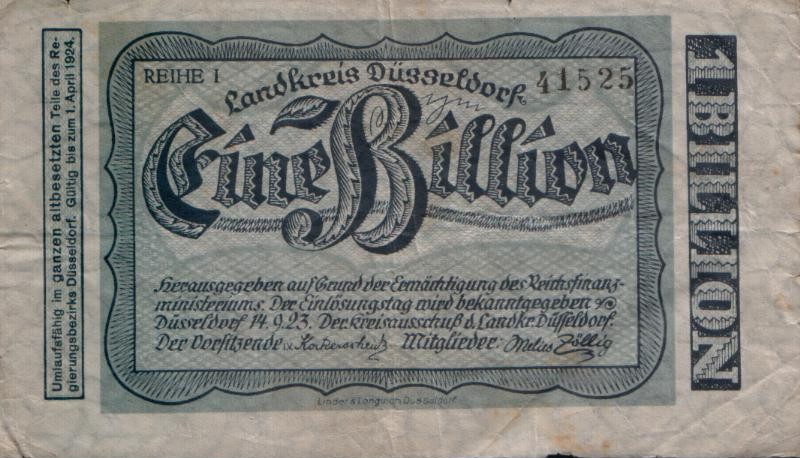 Umlaufsfähig im ganzen altbesetzten Teile des Re-
gierungsbezirks Düsseldorf. Gültig bis zum 1. April 1924.
REIHE I
41525
Landkreis Düsseldorf
Eine Billion
Herausgegeben auf Grund der Ermächtigung des Reichsfinanz-
ministeriums. Der Einlösungstag wird bekanntgegeben
Düsseldorf 14.9.23. Der Kreisausschuß d. Landkr. Düsseldorf.
Der Vorsitzende Mitglieder:
Linder & Longwich Düsseldorf
1 BILLION